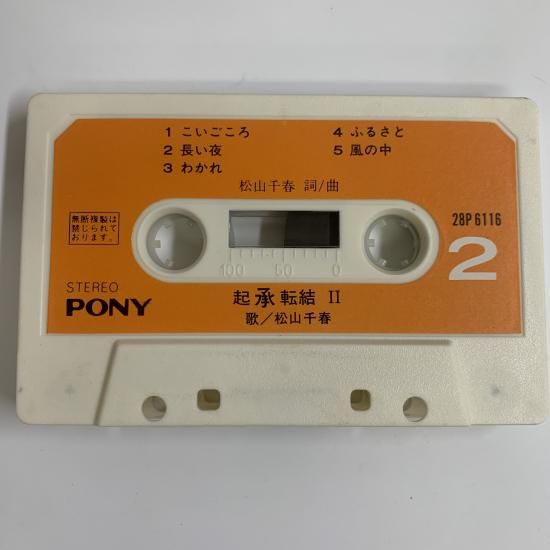 1 こいごころ
2 長い夜
3 わかれ
4 ふるさと
5 風の中
松山千春 詞/曲
無断複製は
禁じられて
おります。
28P6116
2
100 50 0
STEREO
PONY
起承転結 II
歌/松山千春